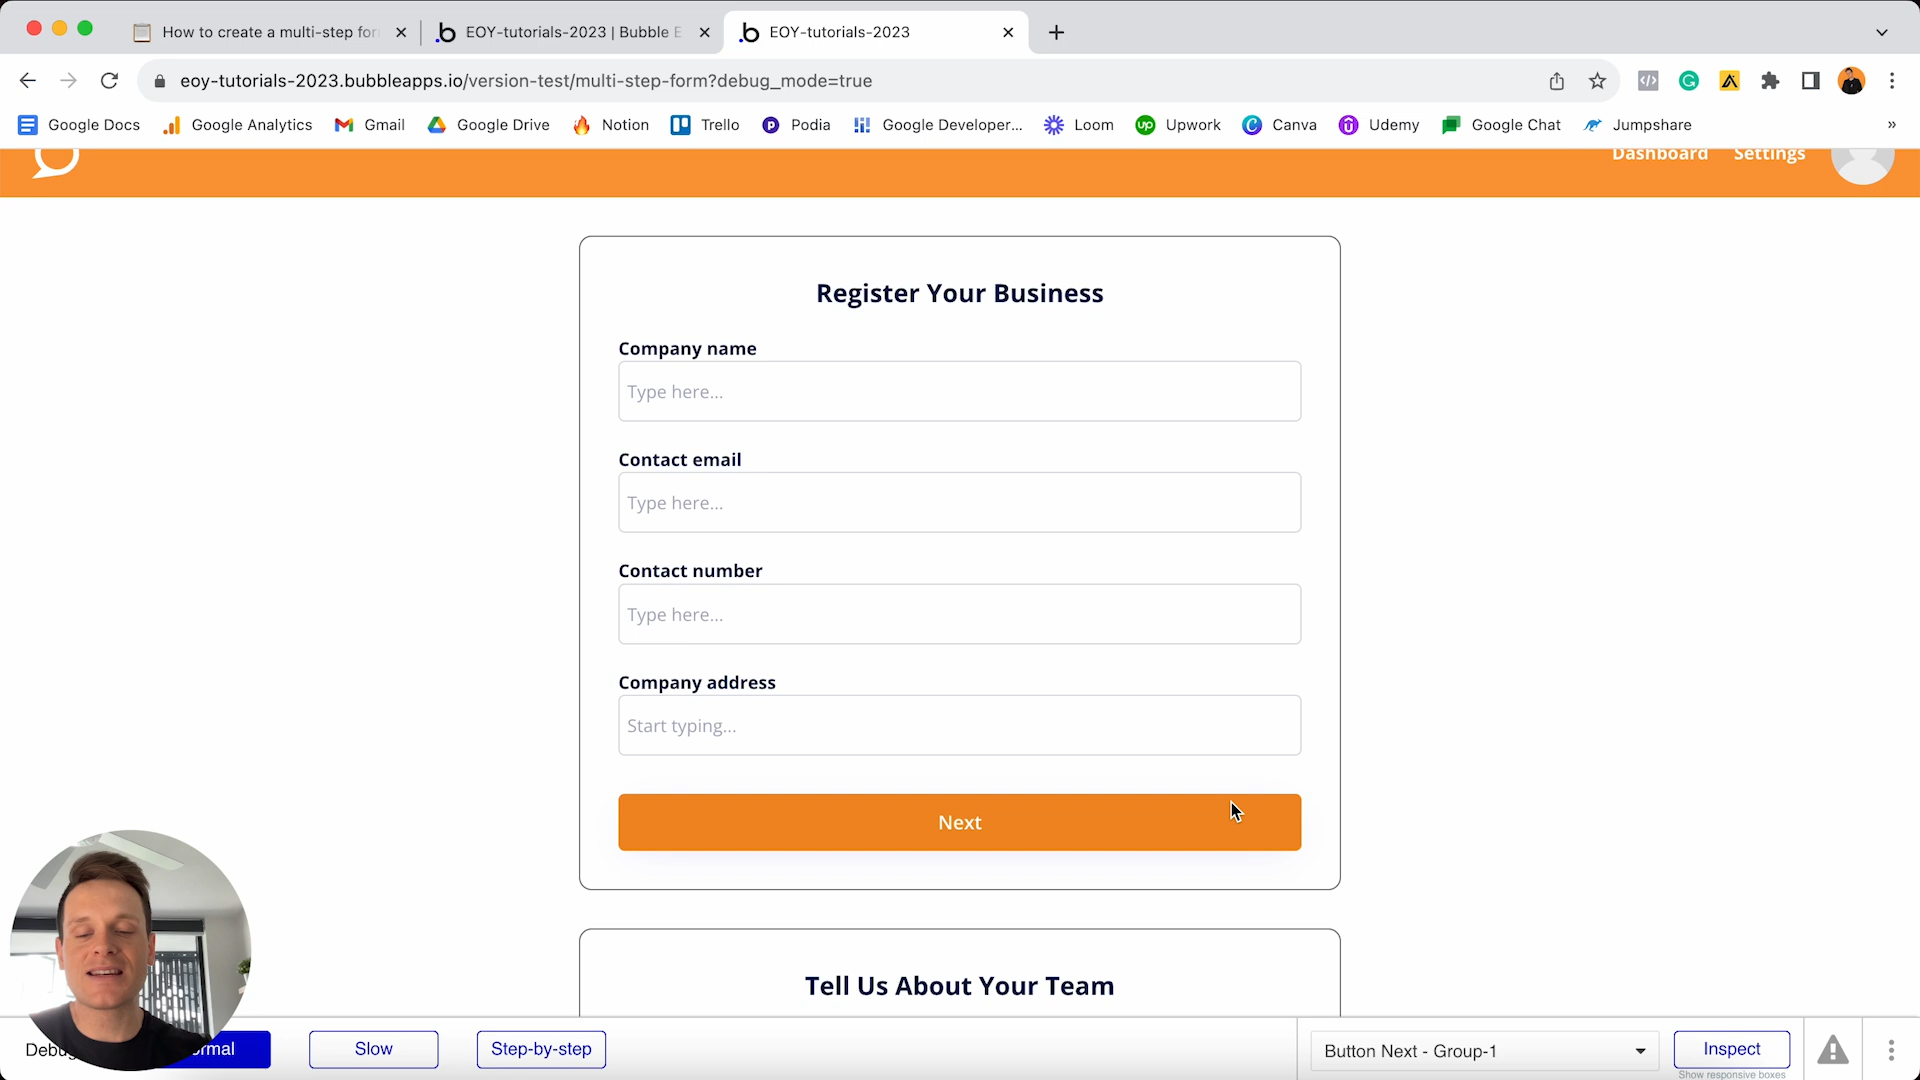 How to create a multi-step for
EOY-tutorials-2023 | Bubble E
EOY-tutorials-2023
eoy-tutorials-2023.bubbleapps.io/version-test/multi-step-form?debug_mode=true
Google Docs
Google Analytics
Gmail
Google Drive
Notion
Trello
Podia
Google Developer...
Loom
Upwork
Canva
Udemy
Google Chat
Jumpshare
»
Dashboard
Settings
Register Your Business
Company name
Type here...
Contact email
Type here...
Contact number
Type here...
Company address
Start typing...
Next
Tell Us About Your Team
Debug
rmal
Slow
Step-by-step
Button Next - Group-1
Inspect
Show responsive boxes